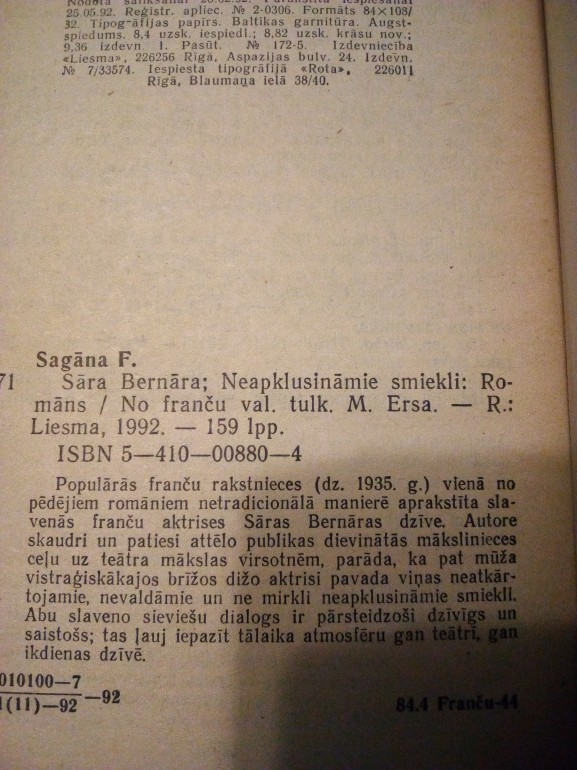 25.05.92. Reģistr. apliec. № 2-0306. Formāts 84×108/
32. Tipogrāfijas papīrs. Baltikas garnitūra. Augst-
spiedums. 8,4 uzsk. iespiedl.; 8,82 uzsk. krāsu nov.;
9,36 izdevn. l. Pasūt. № 172-5. Izdevniecība
«Liesma», 226256 Rīgā, Aspazijas bulv. 24. Izdevn.
№ 7/33574. Iespiesta tipogrāfijā «Rota», 226011
Rīgā, Blaumaņa ielā 38/40.
Sagāna F.
71 Sāra Bernāra; Neapklusināmie smiekli: Ro-
māns / No franču val. tulk. M. Ersa. — R.:
Liesma, 1992. — 159 lpp.
ISBN 5—410—00880—4
Populārās franču rakstnieces (dz. 1935. g.) vienā no
pēdējiem romāniem netradicionālā manierē aprakstīta sla-
venās franču aktrises Sāras Bernāras dzīve. Autore
skaudri un patiesi attēlo publikas dievinātās mākslinieces
ceļu uz teātra mākslas virsotnēm, parāda, ka pat mūža
vistraģiskākajos brīžos dižo aktrisi pavada viņas neatkār-
tojamie, nevaldāmie un ne mirkli neapklusināmie smiekli.
Abu slaveno sieviešu dialogs ir pārsteidzoši dzīvīgs un
saistošs; tas ļauj iepazīt tālaika atmosfēru gan teātrī, gan
ikdienas dzīvē.
010100—7
1(11)—92 —92
84.4 Franču-44